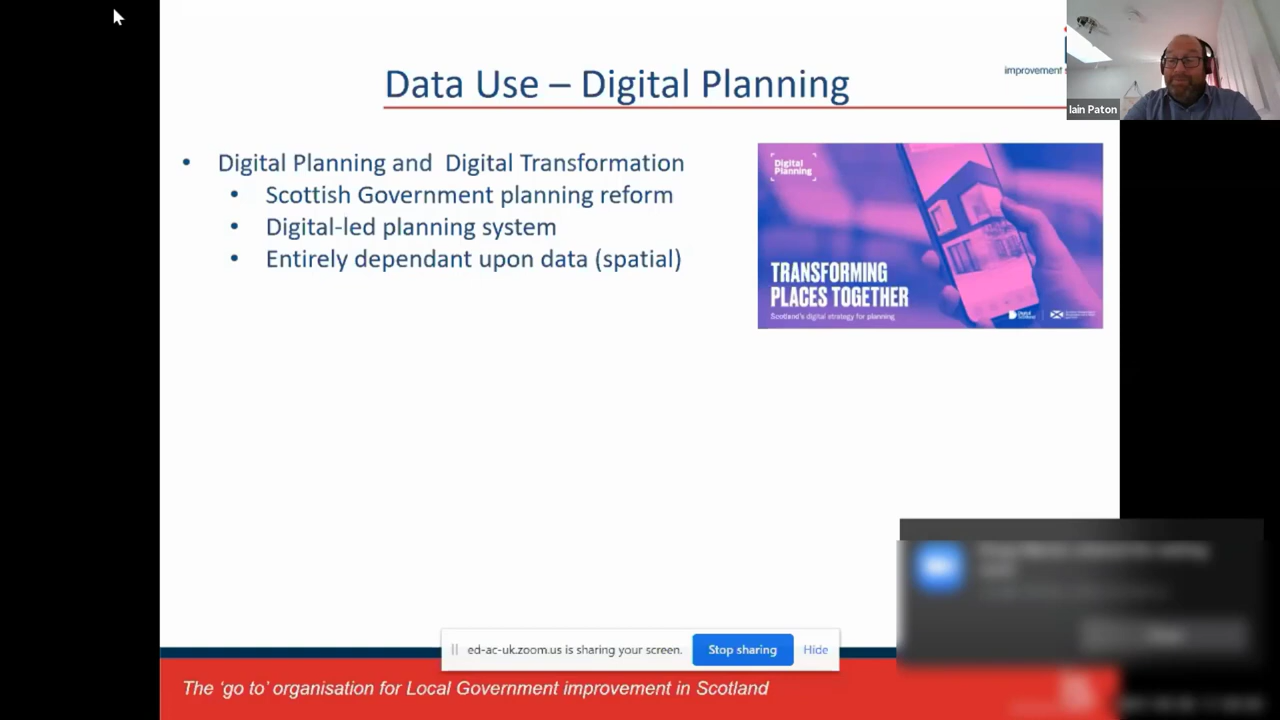 Data Use – Digital Planning
improvement
Iain Paton
• Digital Planning and Digital Transformation
• Scottish Government planning reform
• Digital-led planning system
• Entirely dependant upon data (spatial)
Digital
Planning
TRANSFORMING
PLACES TOGETHER
Scotland's digital strategy for planning
ed-ac-uk.zoom.us is sharing your screen.
Stop sharing
Hide
The ‘go to’ organisation for Local Government improvement in Scotland